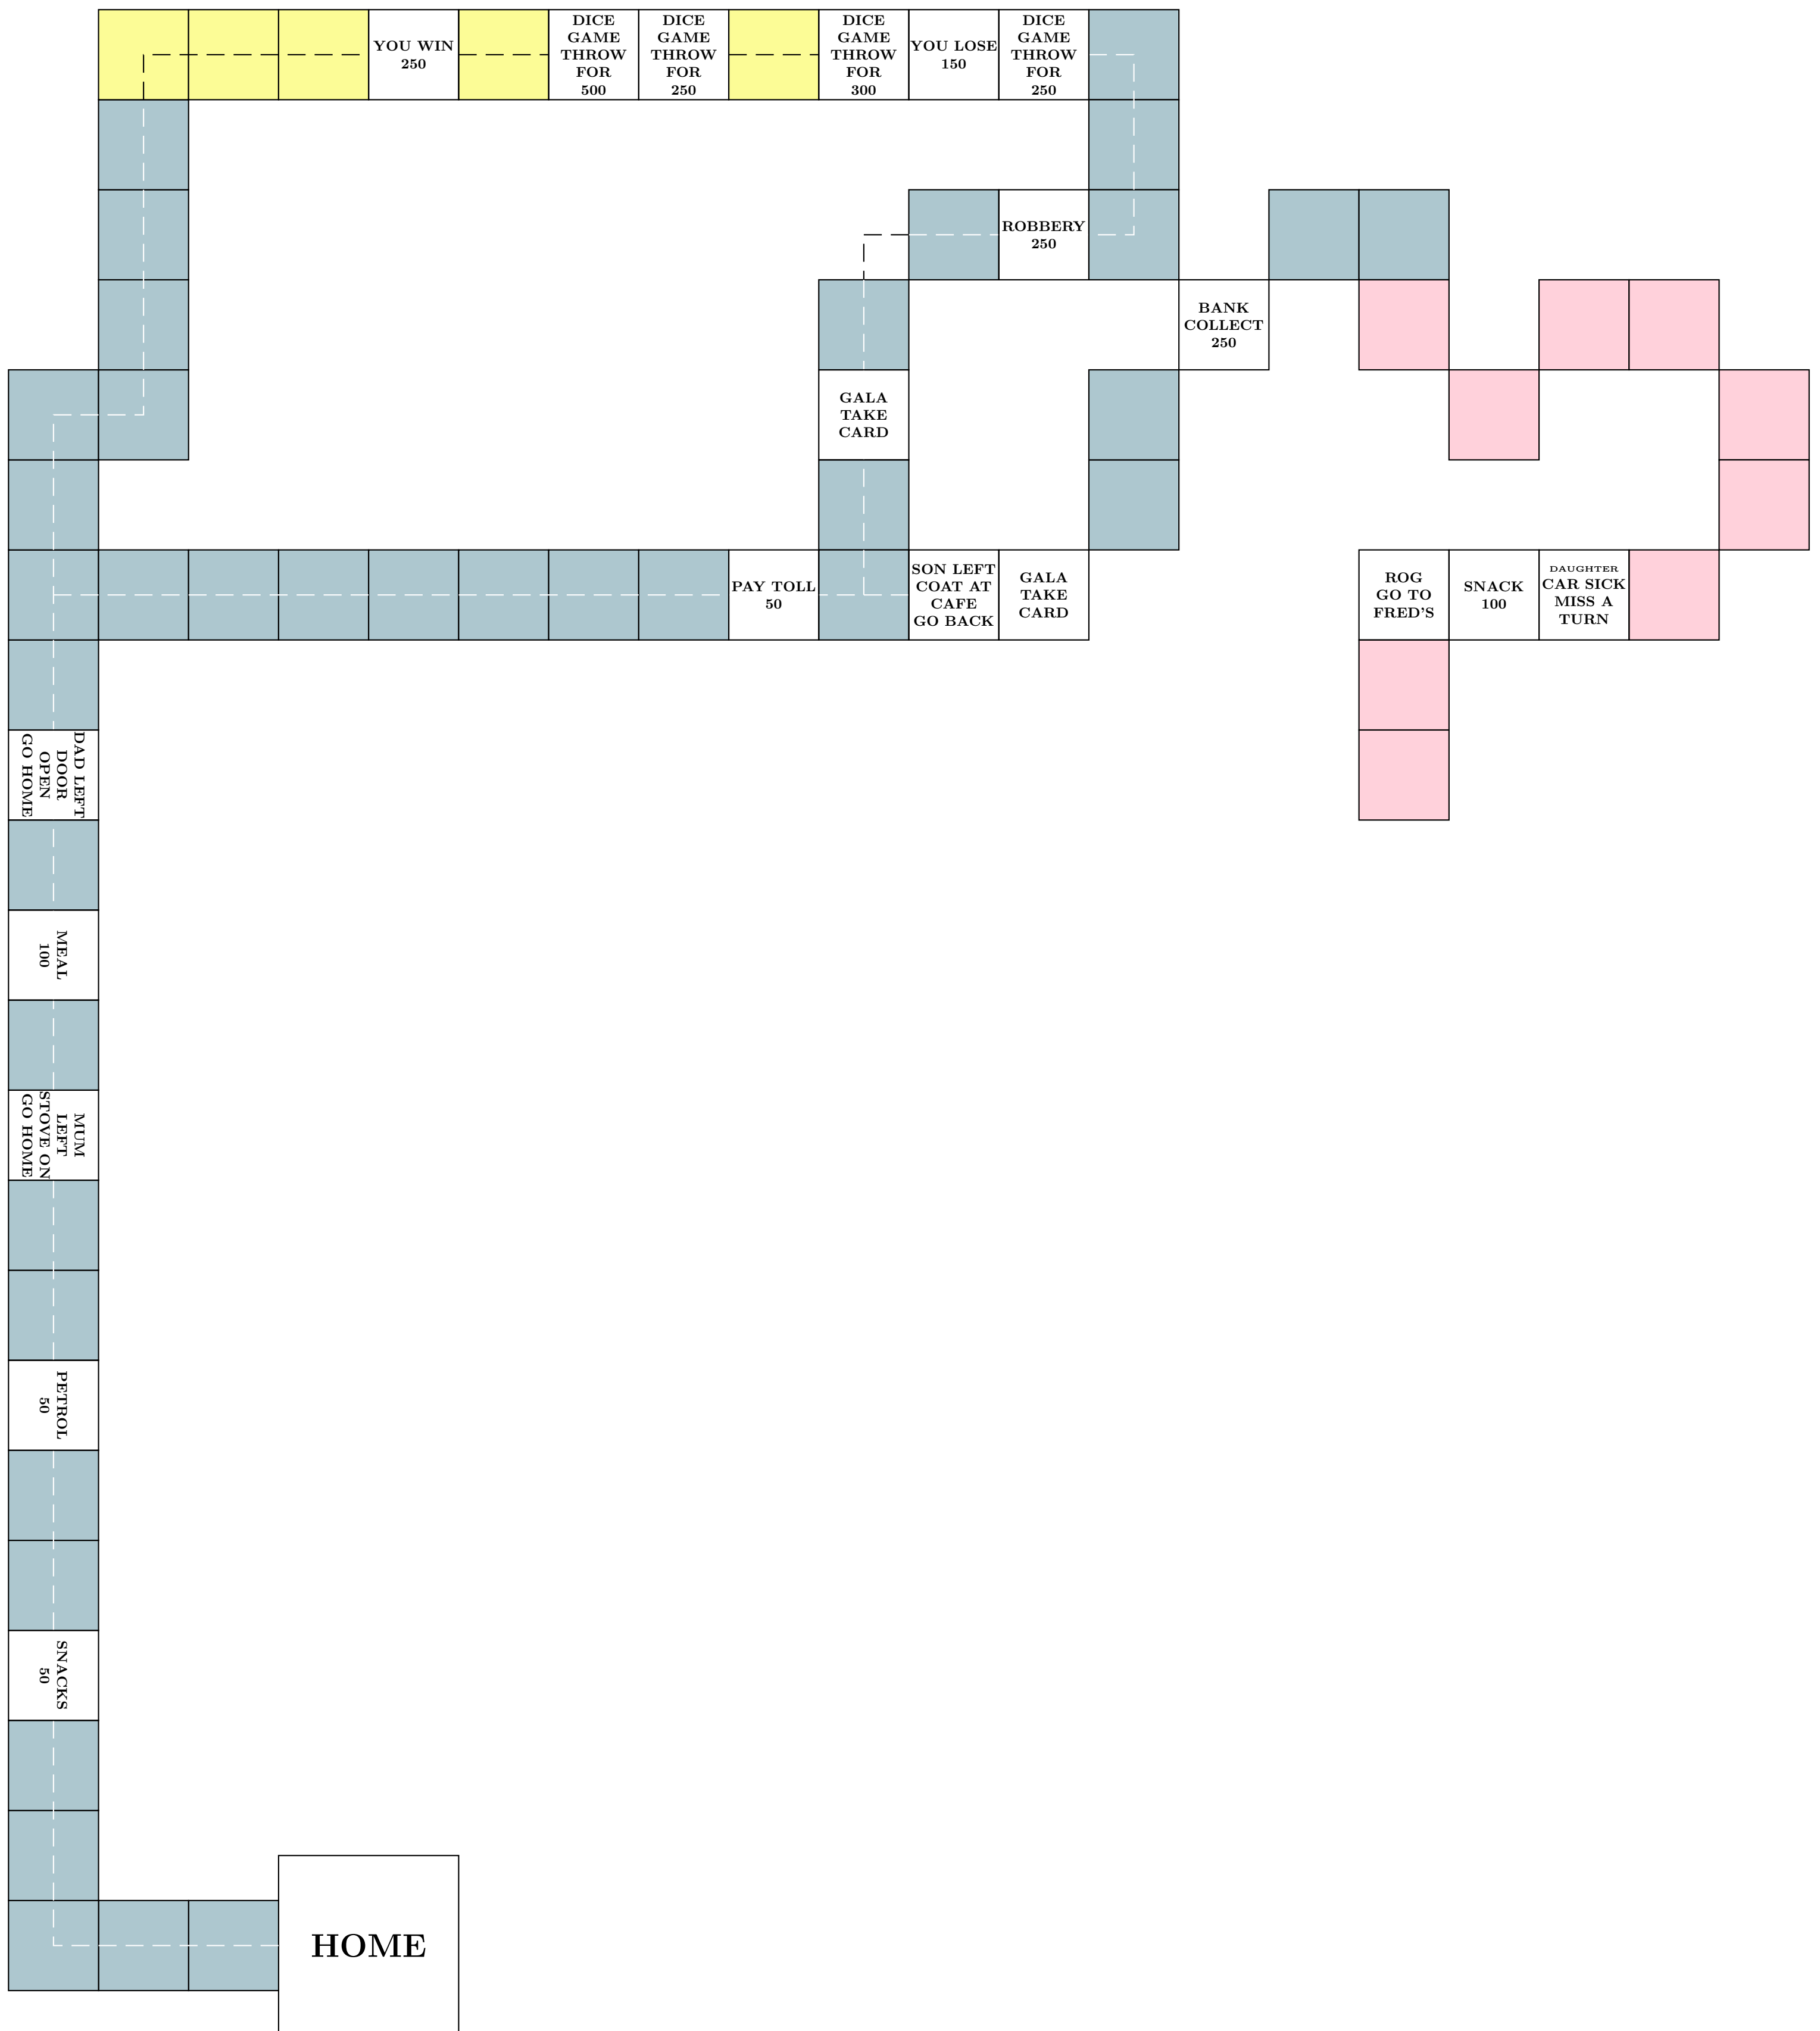 YOU WIN
250
DICE
GAME
THROW
FOR
500
DICE
GAME
THROW
FOR
250
DICE
GAME
THROW
FOR
300
YOU LOSE
150
DICE
GAME
THROW
FOR
250
ROBBERY
250
BANK
COLLECT
250
GALA
TAKE
CARD
PAY TOLL
50
SON LEFT
COAT AT
CAFE
GO BACK
GALA
TAKE
CARD
ROG
GO TO
FRED'S
SNACK
100
DAUGHTER
CAR SICK
MISS A
TURN
DAD LEFT
DOOR
OPEN
GO HOME
MEAL
100
MUM
LEFT
STOVE ON
GO HOME
PETROL
50
SNACKS
50
HOME